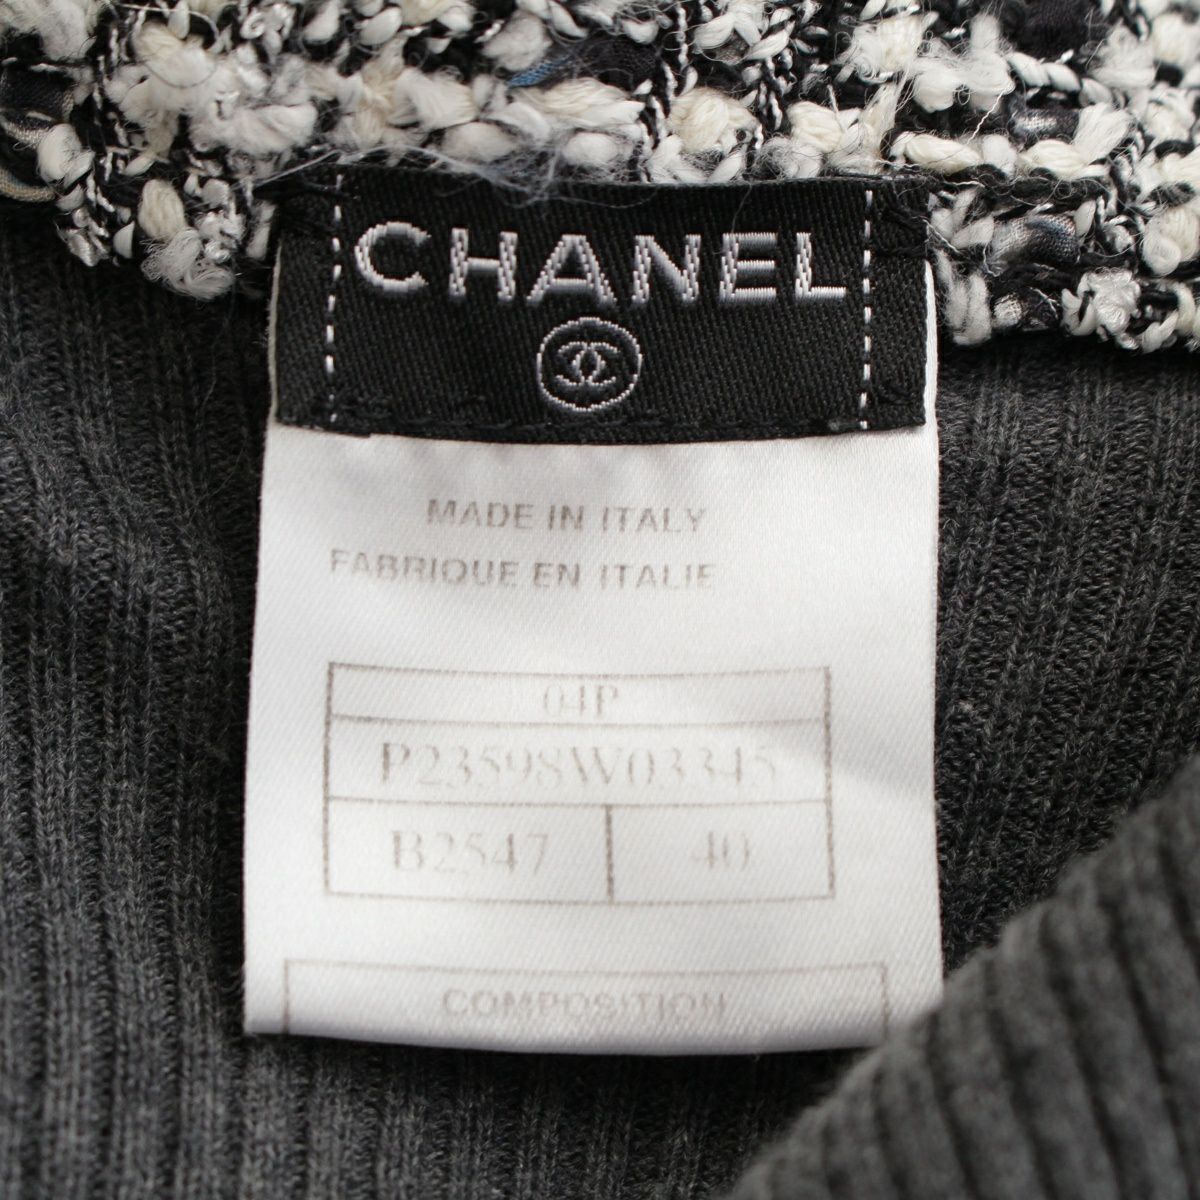 CHANEL
MADE IN ITALY
FABRIQUE EN ITALIE
04P
P23598W03345
B2547 40
COMPOSITION